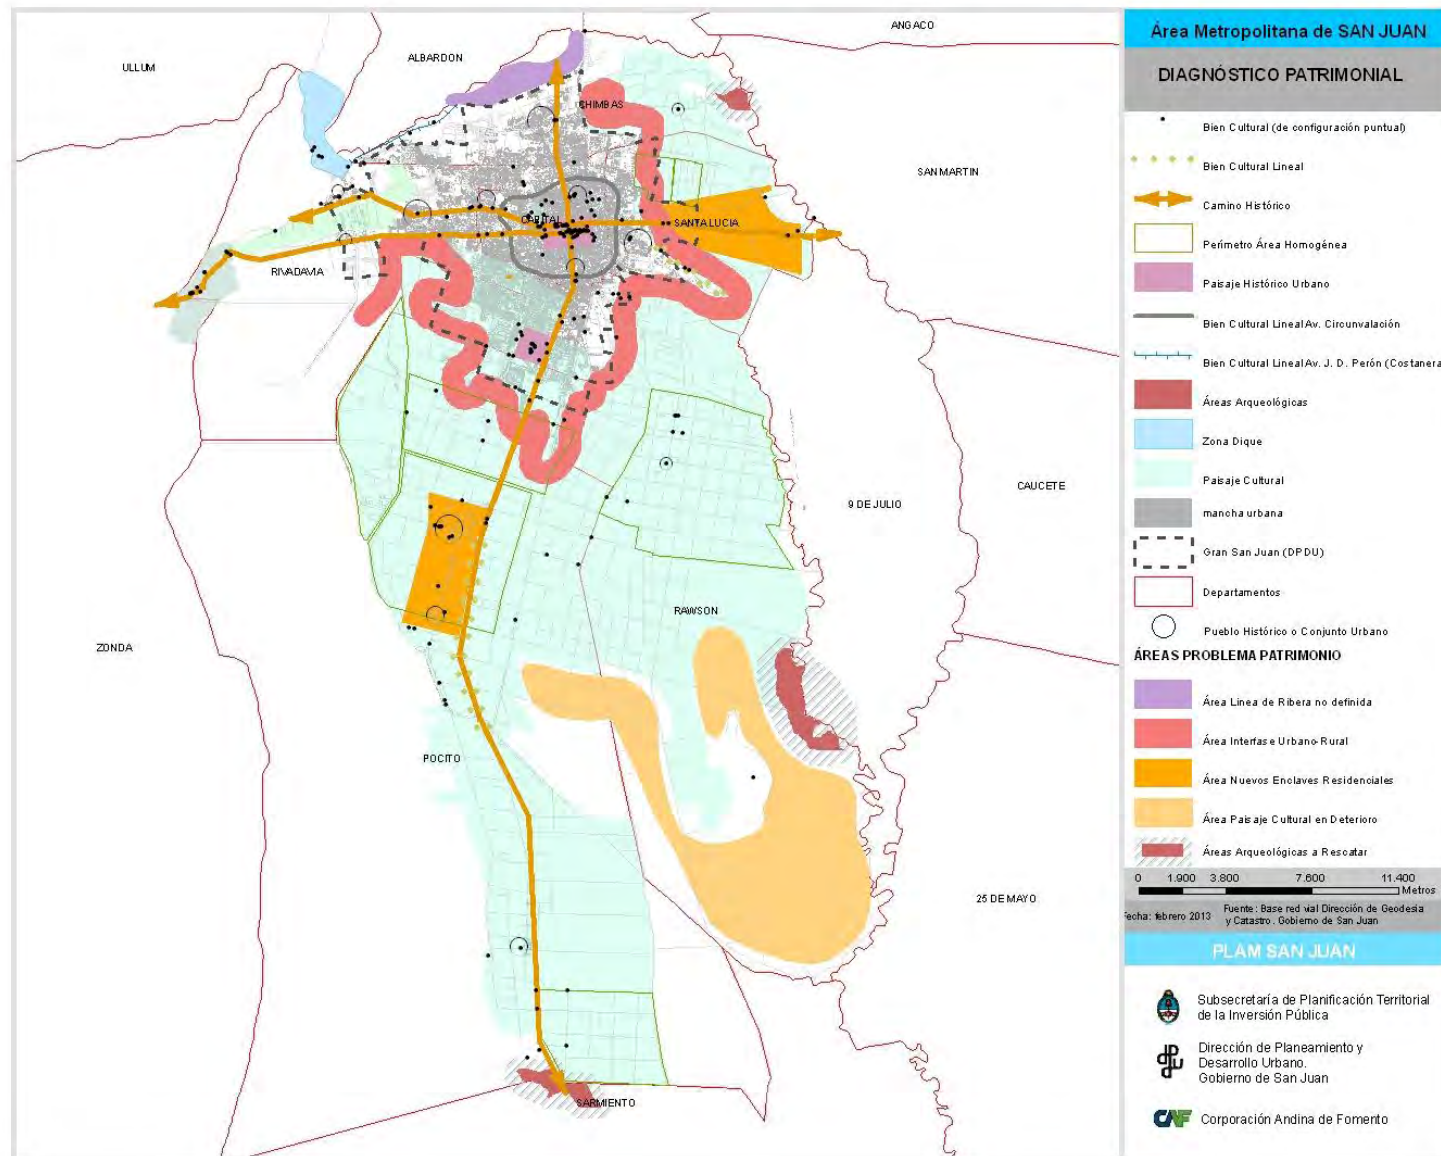 ANGACO
ALBARDON
ULLUM
CHIMBAS
SAN MARTIN
CAPITAL
SANTA LUCIA
RIVADAVIA
CAUCETE
9 DE JULIO
RAWSON
ZONDA
POCITO
25 DE MAYO
SARMIENTO
Área Metropolitana de SAN JUAN
DIAGNÓSTICO PATRIMONIAL
Bien Cultural (de configuración puntual)
Bien Cultural Lineal
Camino Histórico
Perímetro Área Homogénea
Paisaje Histórico Urbano
Bien Cultural Lineal Av. Circunvalación
Bien Cultural Lineal Av. J. D. Perón (Costanera
Áreas Arqueológicas
Zona Dique
Paisaje Cultural
mancha urbana
Gran San Juan (DPDU)
Departamentos
Pueblo Histórico o Conjunto Urbano
ÁREAS PROBLEMA PATRIMONIO
Área Linea de Ribera no definida
Área Interfase Urbano-Rural
Área Nuevos Enclaves Residenciales
Área Paisaje Cultural en Deterioro
Áreas Arqueológicas a Rescatar
0 1.900 3.800 7.600 11.400
Metros
Fecha: febrero 2013
Fuente: Base red vial Dirección de Geodesia
y Catastro. Gobierno de San Juan
PLAM SAN JUAN
Subsecretaría de Planificación Territorial
de la Inversión Pública
dpdu
Dirección de Planeamiento y
Desarrollo Urbano.
Gobierno de San Juan
CAF
Corporación Andina de Fomento